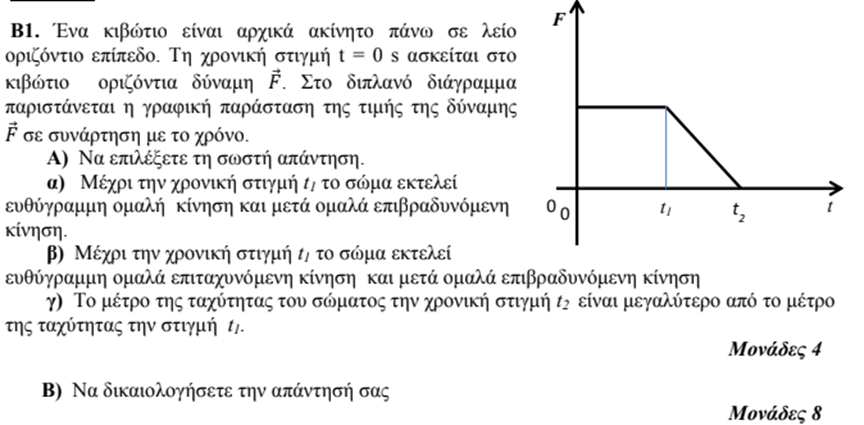 B1. Ένα κιβώτιο είναι αρχικά ακίνητο πάνω σε λείο
οριζόντιο επίπεδο. Τη χρονική στιγμή t = 0 s ασκείται στο
κιβώτιο οριζόντια δύναμη F⃗. Στο διπλανό διάγραμμα
παριστάνεται η γραφική παράσταση της τιμής της δύναμης
F⃗ σε συνάρτηση με το χρόνο.
Α) Να επιλέξετε τη σωστή απάντηση.
α) Μέχρι την χρονική στιγμή t₁ το σώμα εκτελεί
ευθύγραμμη ομαλή κίνηση και μετά ομαλά επιβραδυνόμενη
κίνηση.
β) Μέχρι την χρονική στιγμή t₁ το σώμα εκτελεί
ευθύγραμμη ομαλά επιταχυνόμενη κίνηση και μετά ομαλά επιβραδυνόμενη κίνηση
γ) Το μέτρο της ταχύτητας του σώματος την χρονική στιγμή t₂ είναι μεγαλύτερο από το μέτρο
της ταχύτητας την στιγμή t₁.
Μονάδες 4
Β) Να δικαιολογήσετε την απάντησή σας
Μονάδες 8
F
0 0 t₁ t₂ t